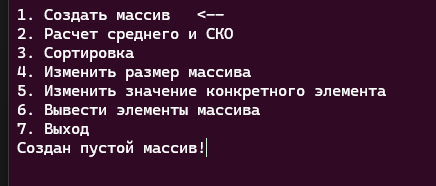 1. Создать массив   <--
2. Расчет среднего и СКО
3. Сортировка
4. Изменить размер массива
5. Изменить значение конкретного элемента
6. Вывести элементы массива
7. Выход
Создан пустой массив!